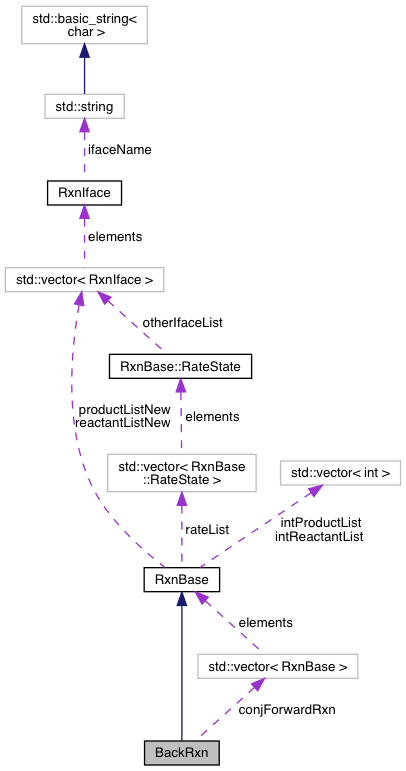 std::basic_string<
char >
std::string
ifaceName
RxnIface
elements
std::vector< RxnIface >
otherIfaceList
RxnBase::RateState
productListNew
reactantListNew
elements
std::vector< RxnBase
::RateState >
std::vector< int >
rateList
intProductList
intReactantList
RxnBase
elements
std::vector< RxnBase >
conjForwardRxn
BackRxn